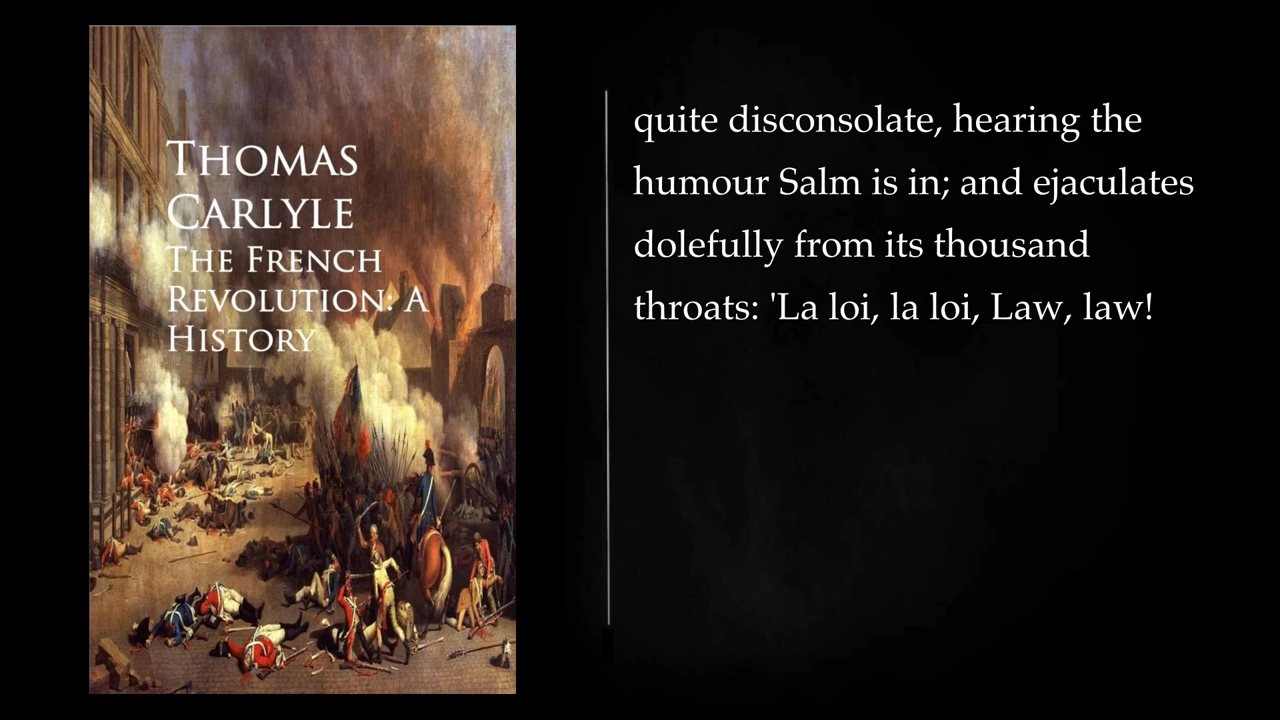 THOMAS
CARLYLE
THE FRENCH
REVOLUTION: A
HISTORY
quite disconsolate, hearing the
humour Salm is in; and ejaculates
dolefully from its thousand
throats: 'La loi, la loi, Law, law!